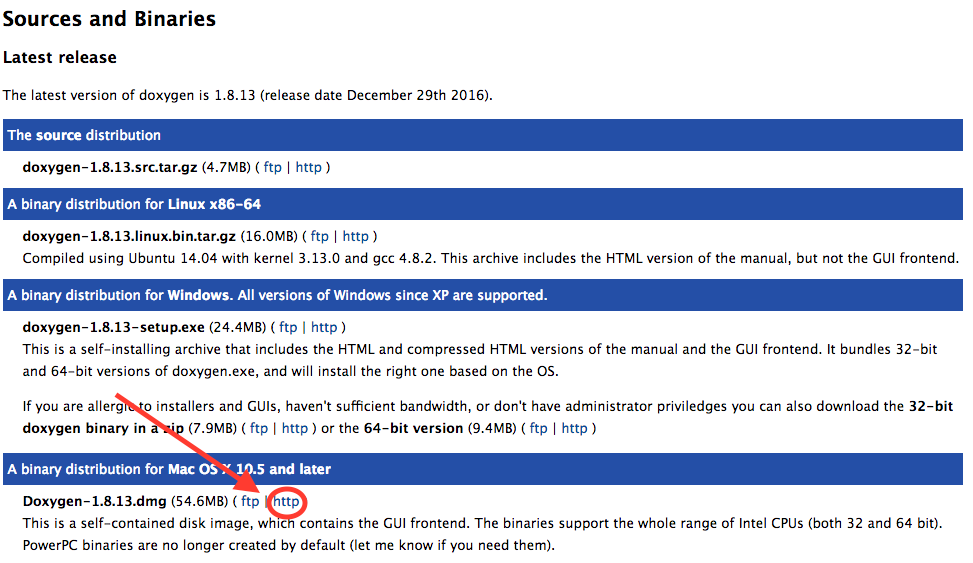 Sources and Binaries
Latest release
The latest version of doxygen is 1.8.13 (release date December 29th 2016).
The source distribution
doxygen-1.8.13.src.tar.gz (4.7MB) ( ftp | http )
A binary distribution for Linux x86-64
doxygen-1.8.13.linux.bin.tar.gz (16.0MB) ( ftp | http )
Compiled using Ubuntu 14.04 with kernel 3.13.0 and gcc 4.8.2. This archive includes the HTML version of the manual, but not the GUI frontend.
A binary distribution for Windows. All versions of Windows since XP are supported.
doxygen-1.8.13-setup.exe (24.4MB) ( ftp | http )
This is a self-installing archive that includes the HTML and compressed HTML versions of the manual and the GUI frontend. It bundles 32-bit
and 64-bit versions of doxygen.exe, and will install the right one based on the OS.
If you are allergic to installers and GUIs, haven't sufficient bandwidth, or don't have administrator priviledges you can also download the 32-bit
doxygen binary in a zip (7.9MB) ( ftp | http ) or the 64-bit version (9.4MB) ( ftp | http )
A binary distribution for Mac OS X 10.5 and later
Doxygen-1.8.13.dmg (54.6MB) ( ftp | http )
This is a self-contained disk image, which contains the GUI frontend. The binaries support the whole range of Intel CPUs (both 32 and 64 bit).
PowerPC binaries are no longer created by default (let me know if you need them).